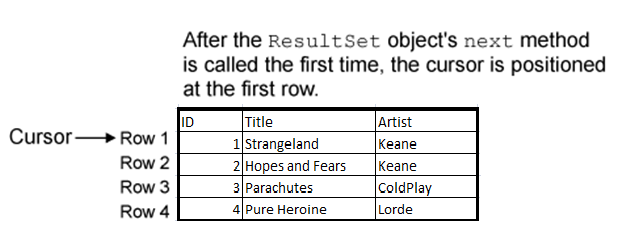 After the ResultSet object's next method
is called the first time, the cursor is positioned
at the first row.
ID Title Artist
Cursor Row 1 1 Strangeland Keane
Row 2 2 Hopes and Fears Keane
Row 3 3 Parachutes ColdPlay
Row 4 4 Pure Heroine Lorde